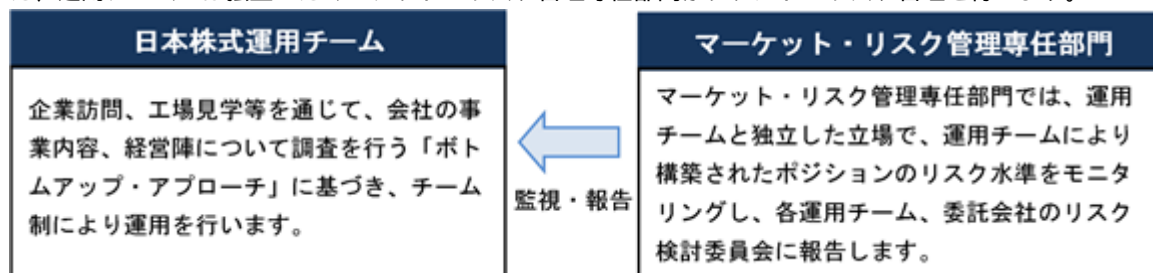 日本株式運用チーム
企業訪問、工場見学等を通じて、会社の事
業内容、経営陣について調査を行う「ボト
ムアップ・アプローチ」に基づき、チーム
制により運用を行います。
監視・報告
マーケット・リスク管理専任部門
マーケット・リスク管理専任部門では、運用
チームと独立した立場で、運用チームにより
構築されたポジションのリスク水準をモニタ
リングし、各運用チーム、委託会社のリスク
検討委員会に報告します。